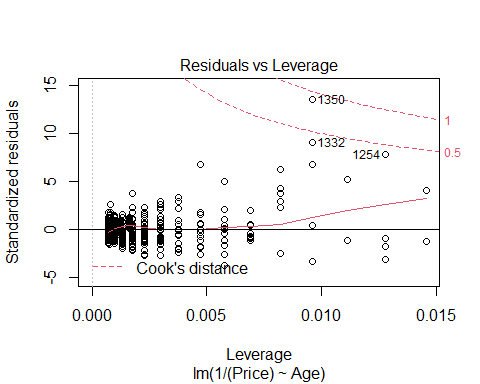 Residuals vs Leverage
Standardized residuals
15
10
5
0
-5
1350
1332
1254
1
0.5
Cook's distance
0.000
0.005
0.010
0.015
Leverage
lm(1/(Price) ~ Age)